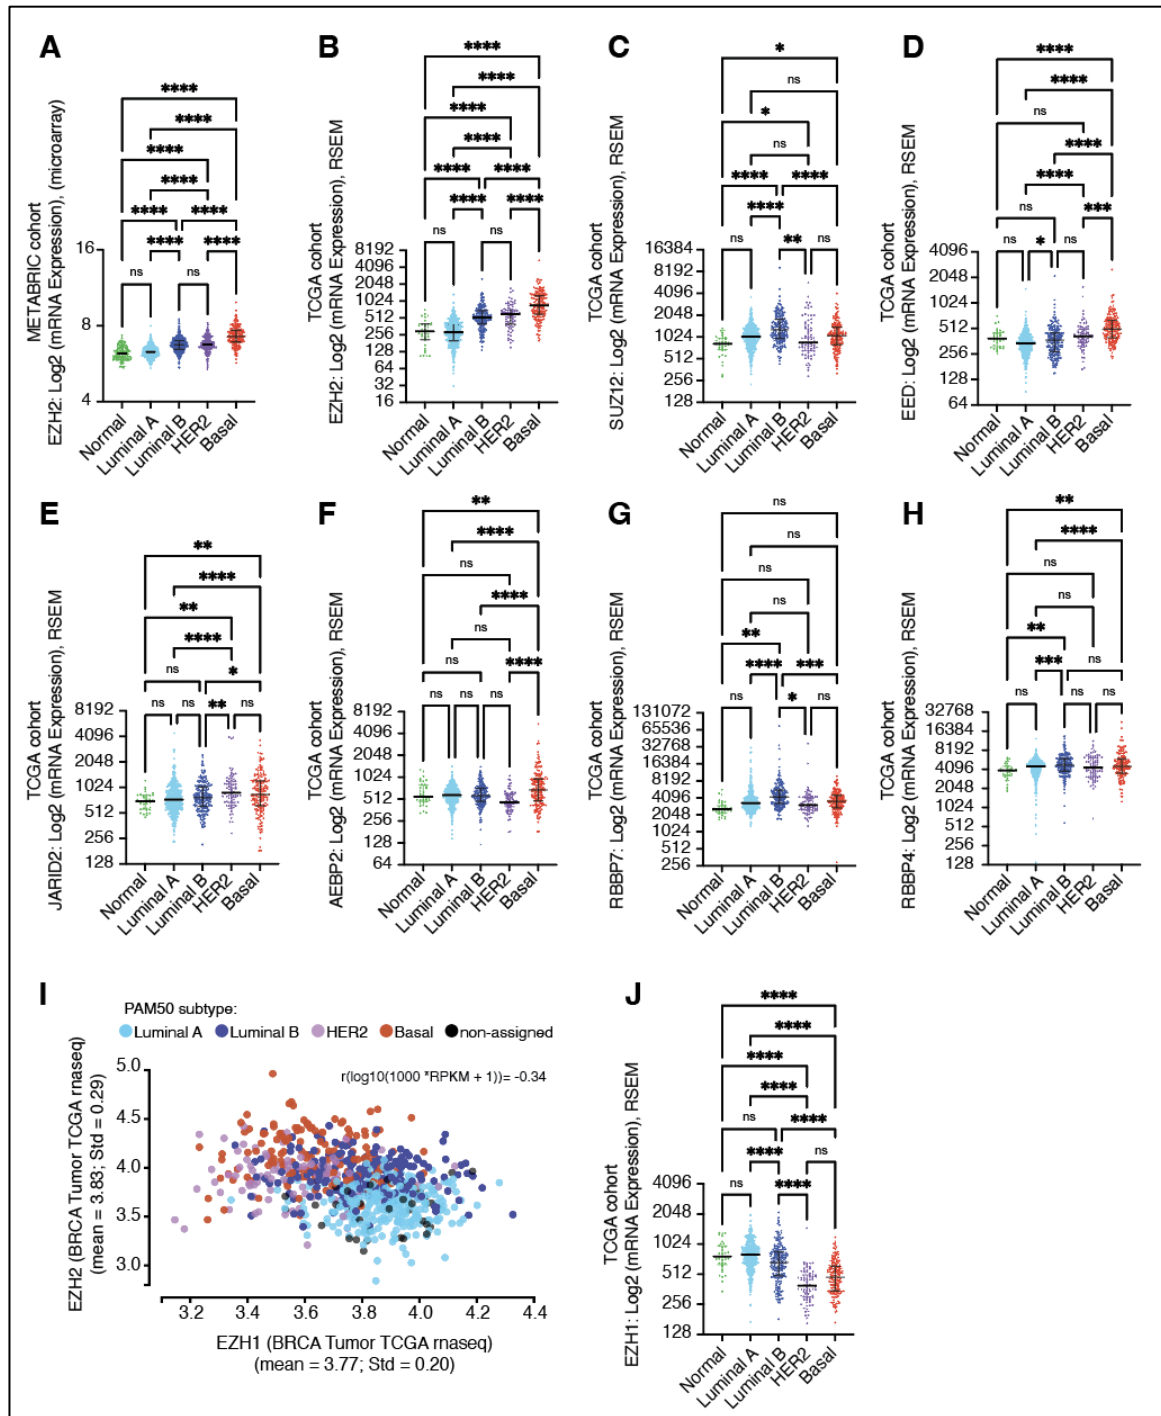 A
METABRIC cohort
EZH2: Log2 (mRNA Expression), (microarray)
****
****
****
****
**** ****
**** ****
ns ns
16
8
4
Normal
Luminal A
Luminal B
HER2
Basal
B
TCGA cohort
EZH2: Log2 (mRNA Expression), RSEM
****
****
****
****
**** ****
**** ****
8192
4096
2048
1024
512
256
128
64
32
16
Normal
Luminal A
Luminal B
HER2
Basal
C
TCGA cohort
SUZ12: Log2 (mRNA Expression), RSEM
*
ns
*
ns
**** ****
****
ns ** ns
16384
8192
4096
2048
1024
512
256
128
Normal
Luminal A
Luminal B
HER2
Basal
D
TCGA cohort
EED: Log2 (mRNA Expression), RSEM
****
****
ns
****
****
ns ***
ns * ns
4096
2048
1024
512
256
128
64
Normal
Luminal A
Luminal B
HER2
Basal
E
TCGA cohort
JARID2: Log2 (mRNA Expression), RSEM
**
****
**
****
ns *
ns ns ** ns
8192
4096
2048
1024
512
256
128
Normal
Luminal A
Luminal B
HER2
Basal
F
TCGA cohort
AEBP2: Log2 (mRNA Expression), RSEM
**
****
ns
****
ns
ns ****
ns ns ns
8192
4096
2048
1024
512
256
128
64
Normal
Luminal A
Luminal B
HER2
Basal
G
TCGA cohort
RBBP7: Log2 (mRNA Expression), RSEM
ns
ns
ns
ns
**
**** ***
ns * ns
131072
65536
32768
16384
8192
4096
2048
1024
512
256
Normal
Luminal A
Luminal B
HER2
Basal
H
TCGA cohort
RBBP4: Log2 (mRNA Expression), RSEM
**
****
ns
ns
**
*** ns
ns ns ns
32768
16384
8192
4096
2048
1024
512
256
128
Normal
Luminal A
Luminal B
HER2
Basal
I
PAM50 subtype:
Luminal A Luminal B HER2 Basal non-assigned
r(log10(1000 *RPKM + 1))= -0.34
EZH2 (BRCA Tumor TCGA rnaseq)
(mean = 3.83; Std = 0.29)
5.0
4.5
4.0
3.5
3.0
3.2 3.4 3.6 3.8 4.0 4.2 4.4
EZH1 (BRCA Tumor TCGA rnaseq)
(mean = 3.77; Std = 0.20)
J
TCGA cohort
EZH1: Log2 (mRNA Expression), RSEM
****
****
****
****
ns ****
**** ns
ns ****
4096
2048
1024
512
256
128
Normal
Luminal A
Luminal B
HER2
Basal